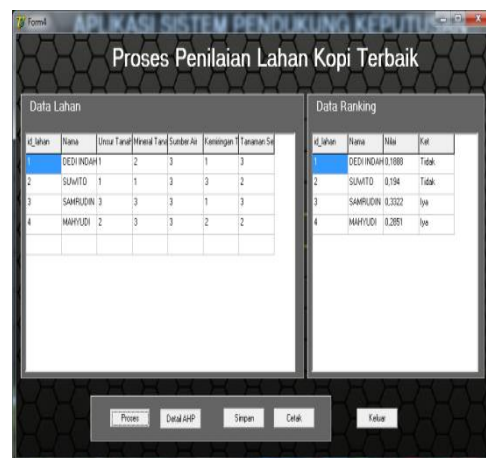 Form4
APLIKASI SISTEM PENDUKUNG KEPUTUSAN
Proses Penilaian Lahan Kopi Terbaik
Data Lahan
id_lahan Nama Unsur Tanah Mineral Tana Sumber Air Kemiringan T Tanaman Se
1 DEDI INDAH 1 2 3 1 3
2 SUWITO 1 1 3 3 2
3 SAMRUDIN 3 3 3 1 3
4 MAHYUDI 2 3 3 2 2
Data Ranking
id_lahan Nama Nilai Ket
1 DEDI INDAH 0,1888 Tidak
2 SUWITO 0,194 Tidak
3 SAMRUDIN 0,3322 Iya
4 MAHYUDI 0,2851 Iya
Proses Detail AHP Simpan Cetak Keluar